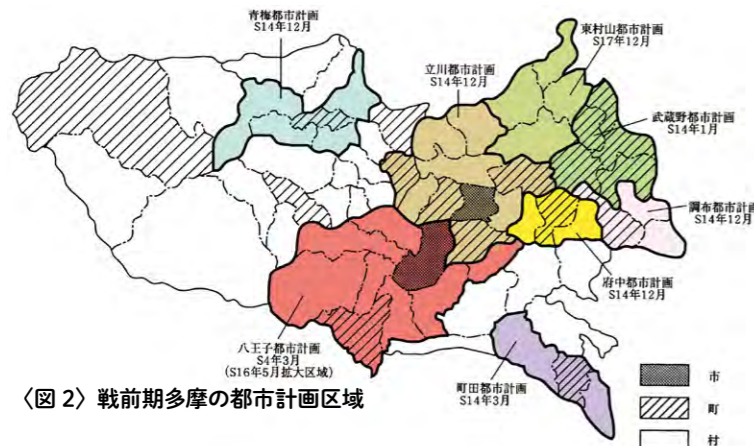 青梅都市計画
S14年12月
東村山都市計画
S17年12月
立川都市計画
S14年12月
武蔵野都市計画
S14年1月
調布都市計画
S14年12月
府中都市計画
S14年12月
八王子都市計画
S4年3月
(S16年5月拡大区域)
町田都市計画
S14年3月
市
町
村
〈図 2〉戦前期多摩の都市計画区域